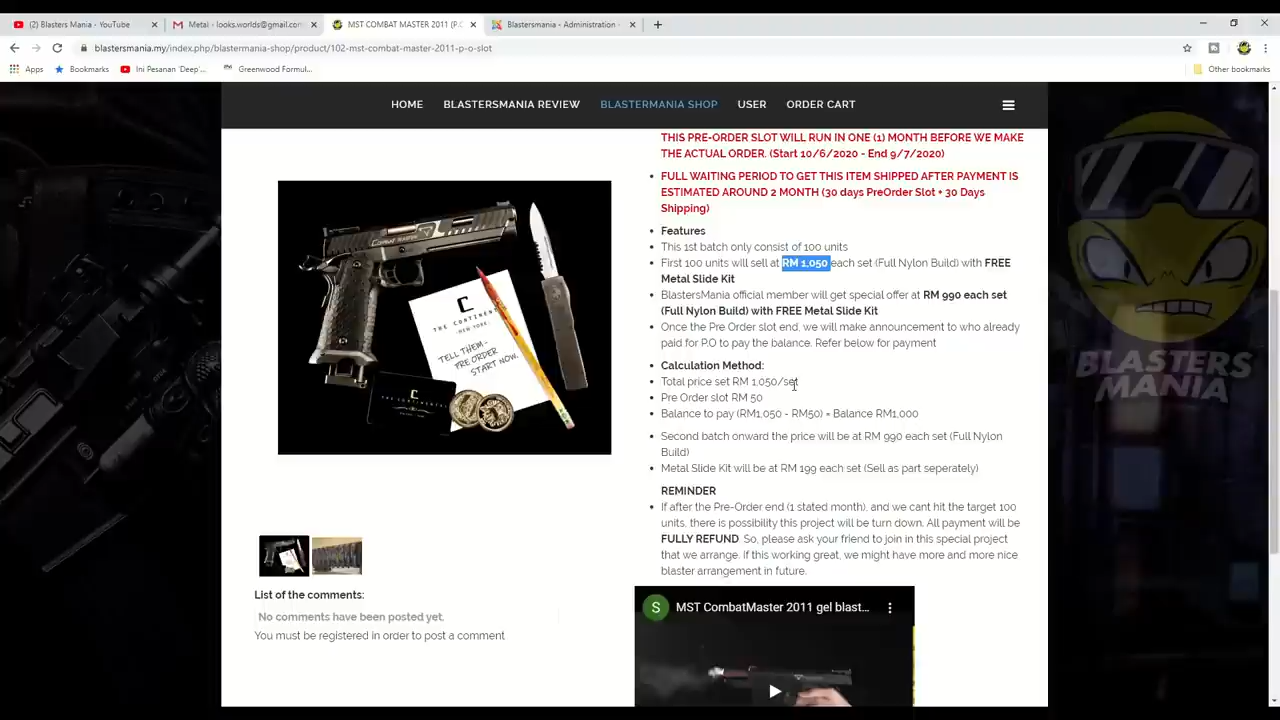 (2) Blasters Mania - YouTube
Metal - looks.worlds@gmail.com
MST COMBAT MASTER 2011 (P.O
Blastersmania - Administration
blastersmania.my/index.php/blastermania-shop/product/102-mst-combat-master-2011-p-o-slot
Apps
Bookmarks
Ini Pesanan 'Deep'...
Greenwood Formul...
Other bookmarks
HOME
BLASTERSMANIA REVIEW
BLASTERMANIA SHOP
USER
ORDER CART
THIS PRE-ORDER SLOT WILL RUN IN ONE (1) MONTH BEFORE WE MAKE
THE ACTUAL ORDER. (Start 10/6/2020 - End 9/7/2020)
FULL WAITING PERIOD TO GET THIS ITEM SHIPPED AFTER PAYMENT IS
ESTIMATED AROUND 2 MONTH (30 days PreOrder Slot + 30 Days
Shipping)
Features
This 1st batch only consist of 100 units
First 100 units will sell at RM 1,050 each set (Full Nylon Build) with FREE
Metal Slide Kit
BlastersMania official member will get special offer at RM 990 each set
(Full Nylon Build) with FREE Metal Slide Kit
Once the Pre Order slot end, we will make announcement to who already
paid for P.O to pay the balance. Refer below for payment
Calculation Method:
Total price set RM 1,050/set
Pre Order slot RM 50
Balance to pay (RM1,050 - RM50) = Balance RM1,000
Second batch onward the price will be at RM 990 each set (Full Nylon
Build)
Metal Slide Kit will be at RM 199 each set (Sell as part seperately)
REMINDER
If after the Pre-Order end (1 stated month), and we cant hit the target 100
units, there is possibility this project will be turn down. All payment will be
FULLY REFUND. So, please ask your friend to join in this special project
that we arrange. If this working great, we might have more and more nice
blaster arrangement in future.
COMBAT MASTER
C
THE CONTINENTAL
NEW YORK
TELL THEM -
PRE ORDER
START NOW.
C
List of the comments:
No comments have been posted yet.
You must be registered in order to post a comment
S
MST CombatMaster 2011 gel blast...
BLASTERS
MANIA